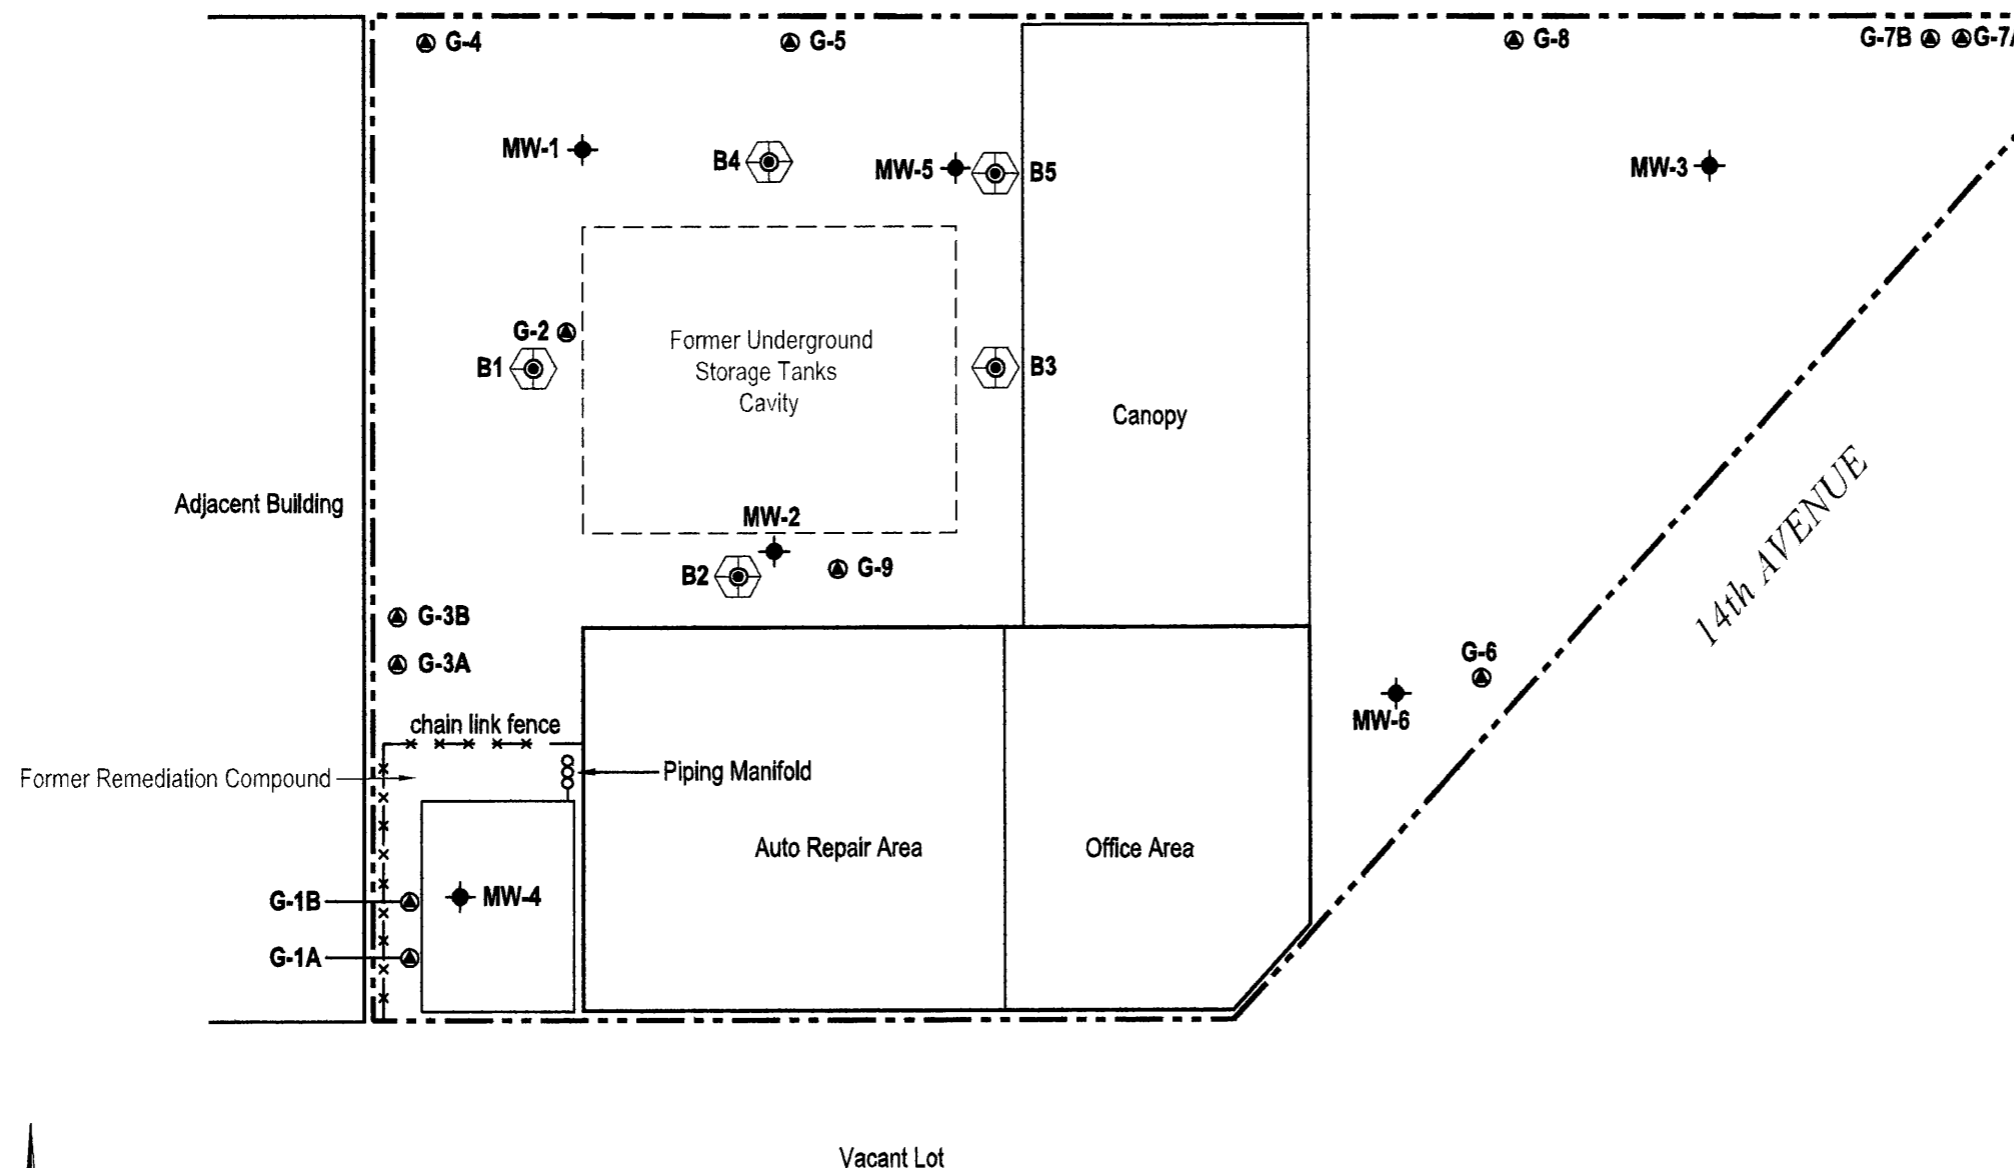 G-4
G-5
G-8
G-7B
G-7A
MW-1
B4
MW-5
B5
MW-3
G-2
B1
Former Underground
Storage Tanks
Cavity
B3
Canopy
Adjacent Building
MW-2
B2
G-9
14th AVENUE
G-3B
G-3A
G-6
MW-6
chain link fence
Former Remediation Compound
Piping Manifold
Auto Repair Area
Office Area
G-1B
MW-4
G-1A
Vacant Lot